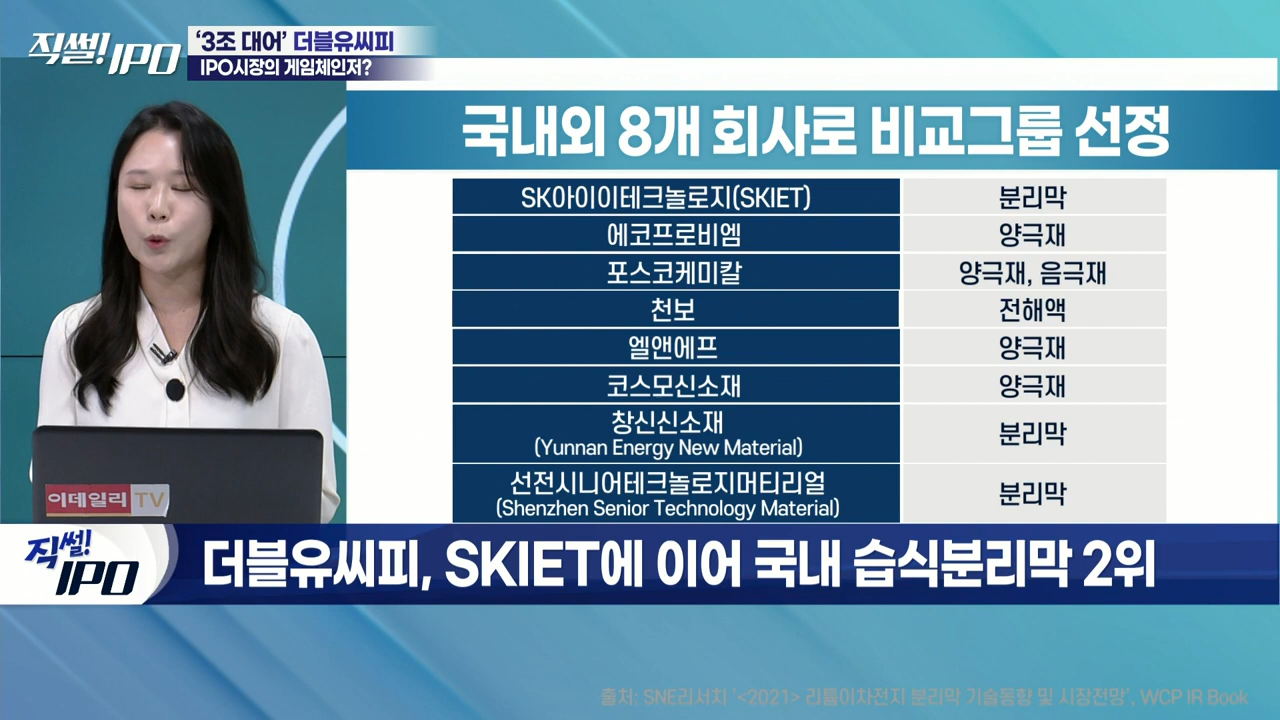 직썰! IPO
'3조 대어' 더블유씨피
IPO시장의 게임체인저?
국내외 8개 회사로 비교그룹 선정
SK아이이테크놀로지(SKIET) 분리막
에코프로비엠 양극재
포스코케미칼 양극재, 음극재
천보 전해액
엘앤에프 양극재
코스모신소재 양극재
창신신소재
(Yunnan Energy New Material) 분리막
선전시니어테크놀로지머티리얼
(Shenzhen Senior Technology Material) 분리막
이데일리 TV
직썰!
IPO
더블유씨피, SKIET에 이어 국내 습식분리막 2위
출처: SNE리서치 '<2021> 리튬이차전지 분리막 기술동향 및 시장전망', WCP IR Book